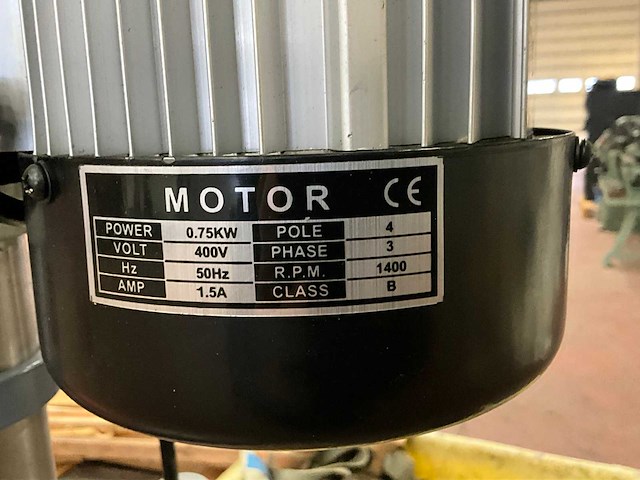 MOTOR CE
POWER 0.75KW POLE 4
VOLT 400V PHASE 3
Hz 50Hz R.P.M. 1400
AMP 1.5A CLASS B